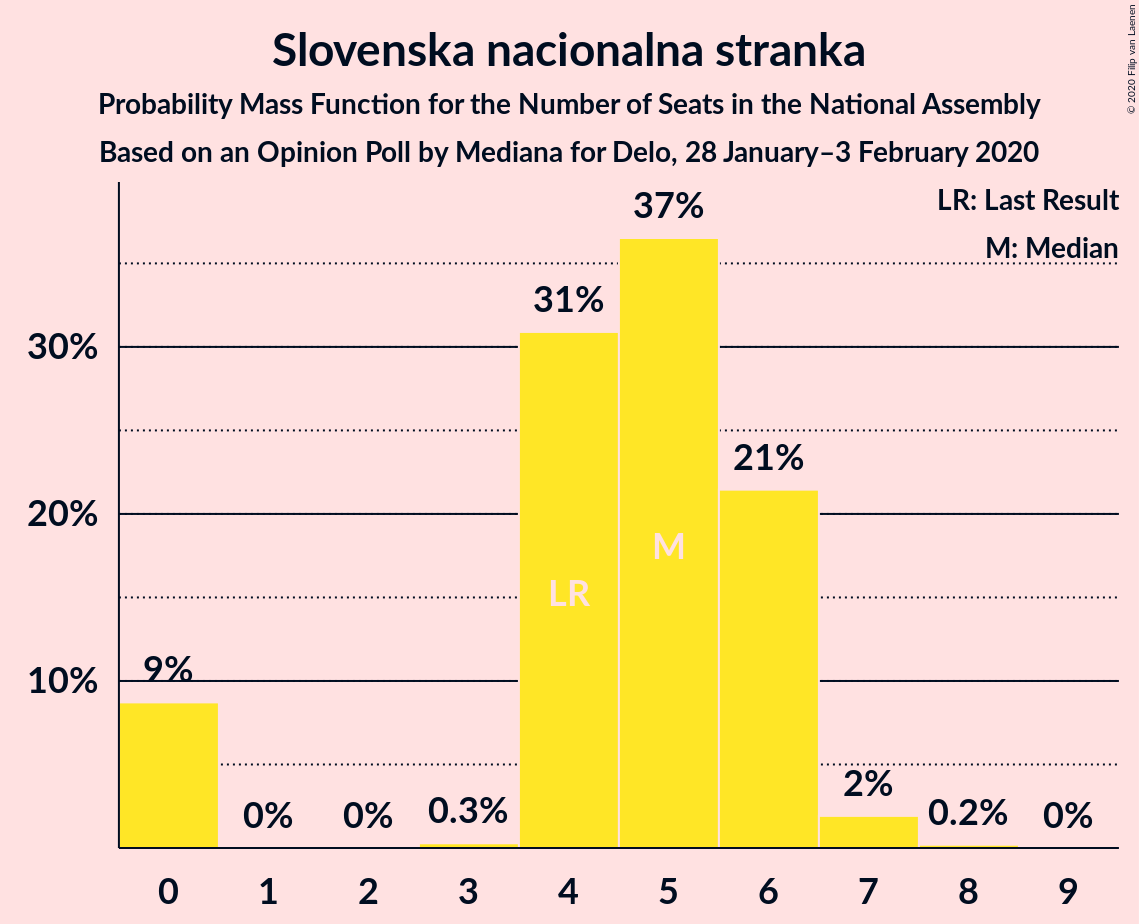 Slovenska nacionalna stranka
Probability Mass Function for the Number of Seats in the National Assembly
Based on an Opinion Poll by Mediana for Delo, 28 January–3 February 2020
© 2020 Filip van Laenen
LR: Last Result
M: Median
37%
31%
30%
21%
20%
M
LR
9%
10%
0%
0%
0.3%
2%
0.2%
0%
0 1 2 3 4 5 6 7 8 9